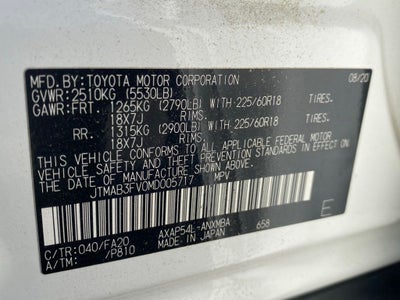 MFD.BY:TOYOTA MOTOR CORPORATION 08/20
GVWR:2510KG (5530LB)
GAWR:FRT. 1265KG (2790LB) WITH 225/60R18 TIRES.
18X7J RIMS.
RR. 1315KG (2900LB) WITH 225/60R18 TIRES.
18X7J RIMS.
THIS VEHICLE CONFORMS TO ALL APPLICABLE FEDERAL MOTOR
VEHICLE SAFETY AND BUMPER STANDARDS IN EFFECT ON
THE DATE OF MANUFACTURE SHOWN ABOVE.
JTMAB3FV0MD005717 MPV
C/TR:040/FA20 AXAP54L-ANXMBA 658 E
A/TM: /P810 MADE IN JAPAN